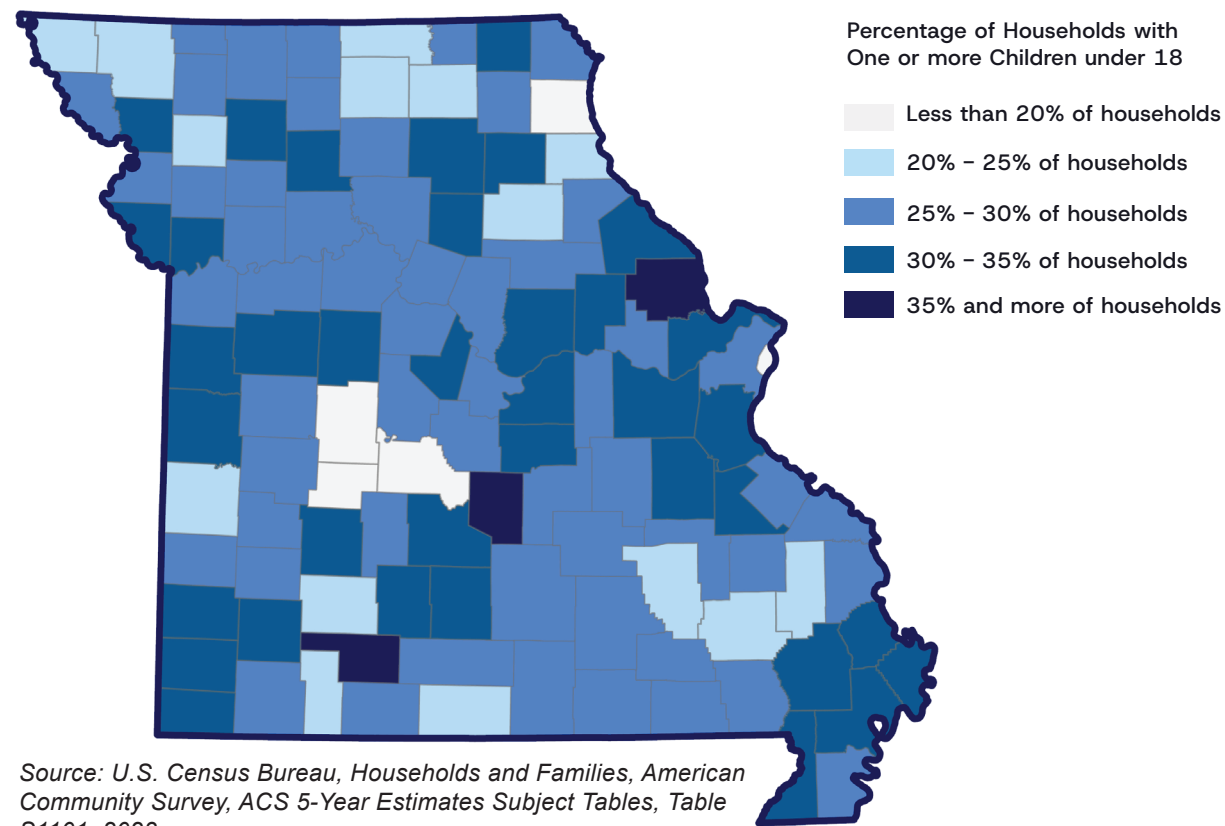 Percentage of Households with
One or more Children under 18
Less than 20% of households
20% – 25% of households
25% – 30% of households
30% – 35% of households
35% and more of households
Source: U.S. Census Bureau, Households and Families, American
Community Survey, ACS 5-Year Estimates Subject Tables, Table